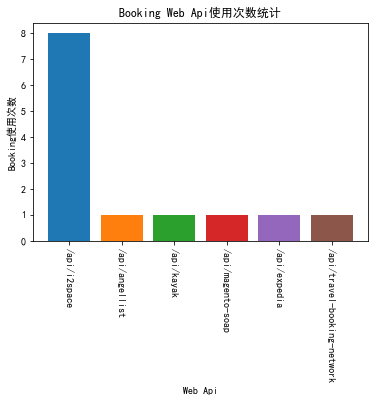 Booking Web Api使用次数统计
Booking使用次数
8
7
6
5
4
3
2
1
0
/api/i2space
/api/angellist
/api/kayak
/api/magento-soap
/api/expedia
/api/travel-booking-network
Web Api